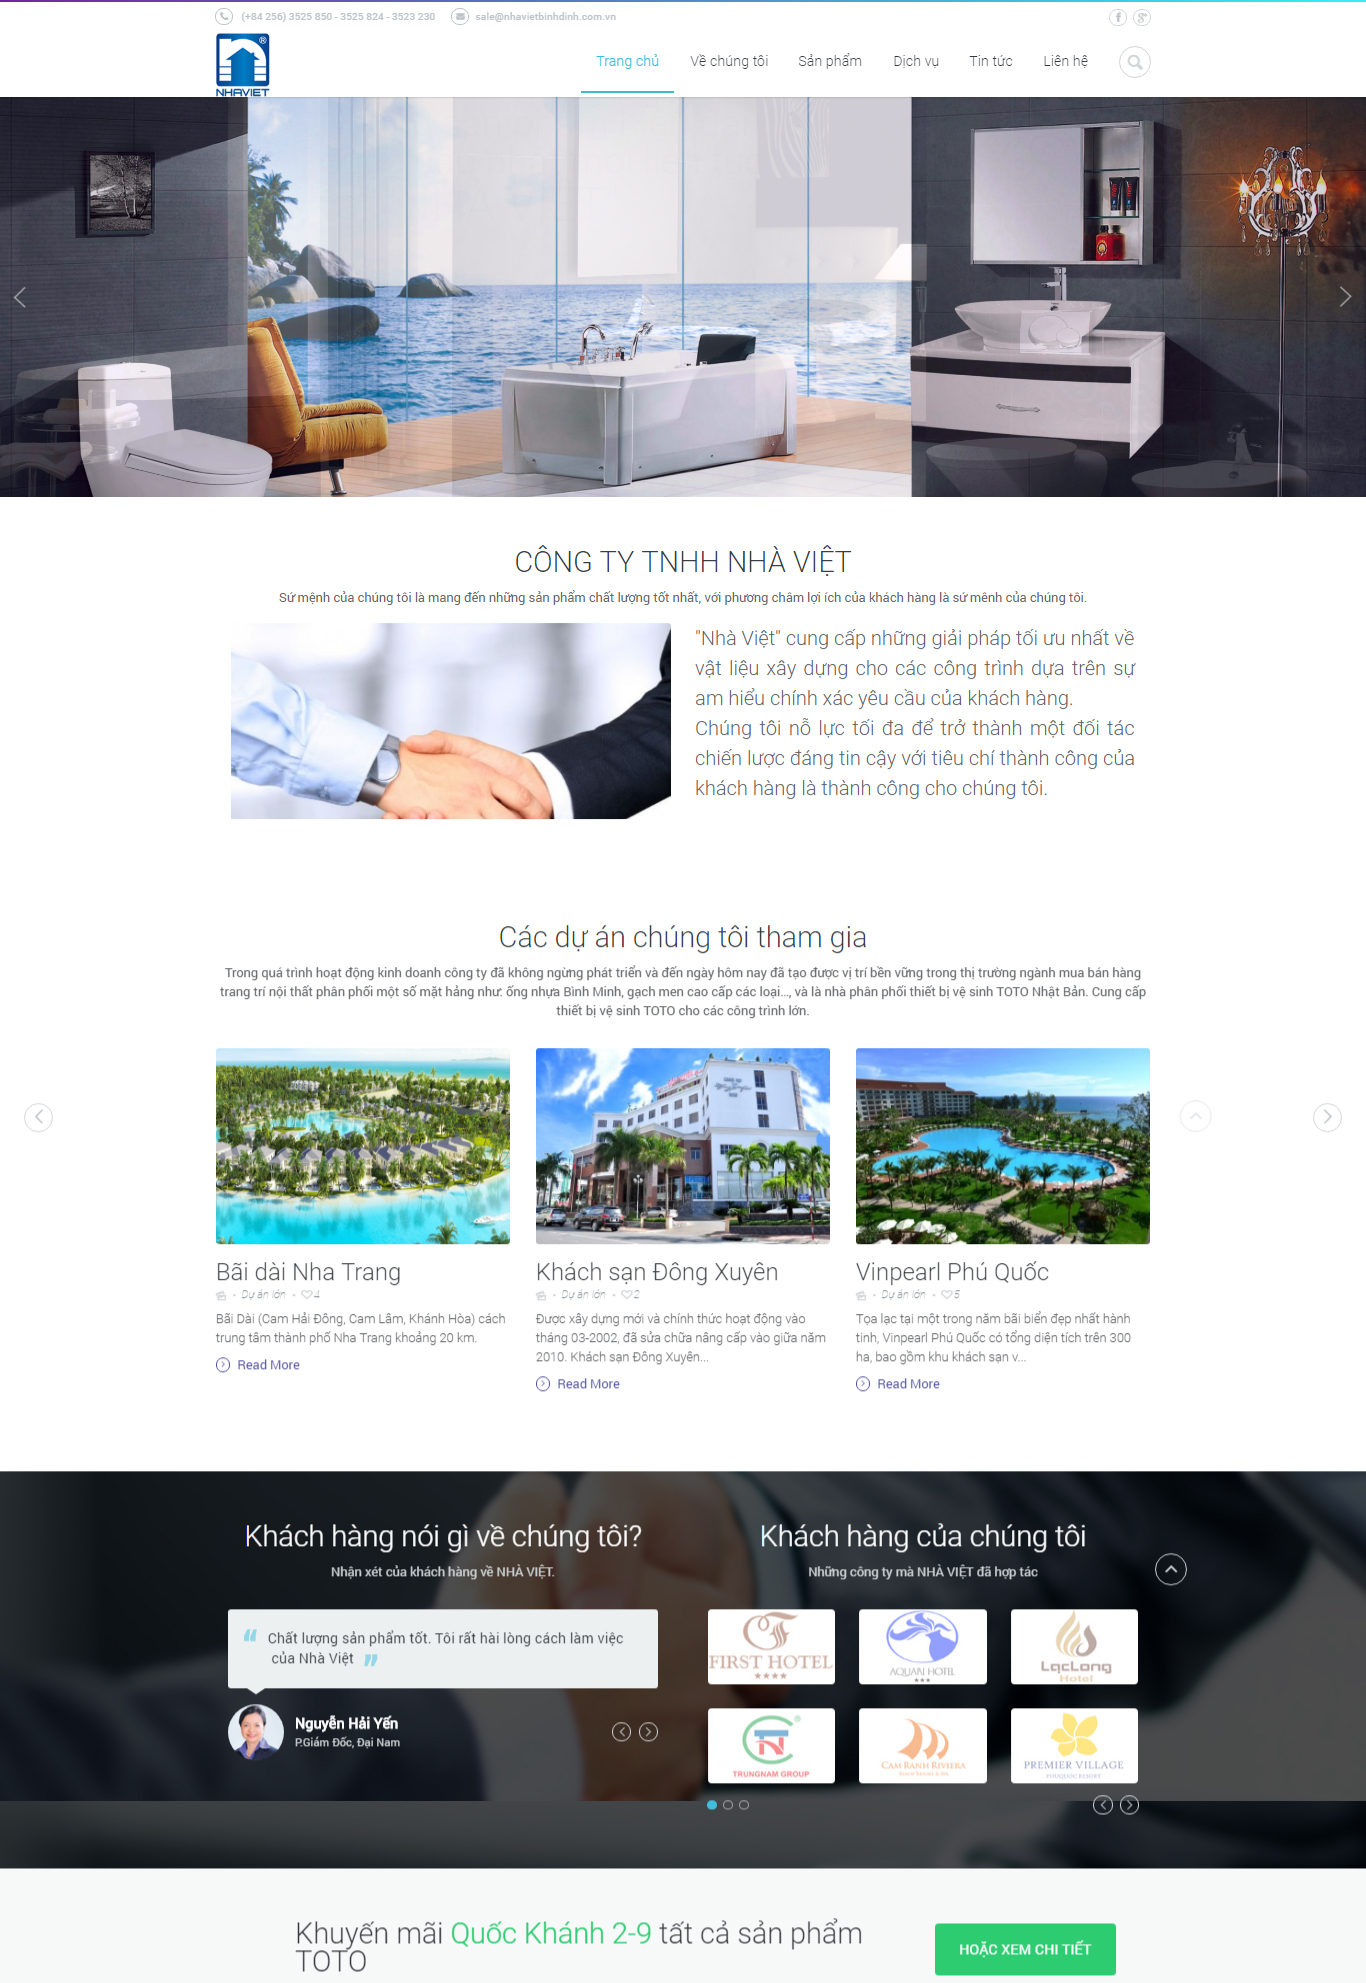 (+84 256) 3525 850 - 3525 824 - 3523 230
sale@nhavietbinhdinh.com.vn
NHAVIET
Trang chủ
Về chúng tôi
Sản phẩm
Dịch vụ
Tin tức
Liên hệ
CÔNG TY TNHH NHÀ VIỆT
Sứ mệnh của chúng tôi là mang đến những sản phẩm chất lượng tốt nhất, với phương châm lợi ích của khách hàng là sứ mênh của chúng tôi.
"Nhà Việt" cung cấp những giải pháp tối ưu nhất về
vật liệu xây dựng cho các công trình dựa trên sự
am hiểu chính xác yêu cầu của khách hàng.
Chúng tôi nỗ lực tối đa để trở thành một đối tác
chiến lược đáng tin cậy với tiêu chí thành công của
khách hàng là thành công cho chúng tôi.
Các dự án chúng tôi tham gia
Trong quá trình hoạt động kinh doanh công ty đã không ngừng phát triển và đến ngày hôm nay đã tạo được vị trí bền vững trong thị trường ngành mua bán hàng
trang trí nội thất phân phối một số mặt hảng như: ống nhựa Bình Minh, gạch men cao cấp các loại..., và là nhà phân phối thiết bị vệ sinh TOTO Nhật Bản. Cung cấp
thiết bị vệ sinh TOTO cho các công trình lớn.
Bãi dài Nha Trang
Dự án lớn
4
Bãi Dài (Cam Hải Đông, Cam Lâm, Khánh Hòa) cách
trung tâm thành phố Nha Trang khoảng 20 km.
Read More
Khách sạn Đông Xuyên
Dự án lớn
2
Được xây dựng mới và chính thức hoạt động vào
tháng 03-2002, đã sửa chữa nâng cấp vào giữa năm
2010. Khách sạn Đông Xuyên...
Read More
Vinpearl Phú Quốc
Dự án lớn
5
Tọa lạc tại một trong năm bãi biển đẹp nhất hành
tinh, Vinpearl Phú Quốc có tổng diện tích trên 300
ha, bao gồm khu khách sạn v...
Read More
Khách hàng nói gì về chúng tôi?
Nhận xét của khách hàng về NHÀ VIỆT.
Chất lượng sản phẩm tốt. Tôi rất hài lòng cách làm việc
của Nhà Việt
Nguyễn Hải Yến
P.Giám Đốc, Đại Nam
Khách hàng của chúng tôi
Những công ty mà NHÀ VIỆT đã hợp tác
FIRST HOTEL
AQUARI HOTEL
LạcLong
Hotel
TRUNGNAM GROUP
CAM RANH RIVIERA
BEACH RESORT & SPA
PREMIER VILLAGE
PHUQUOC RESORT
Khuyến mãi Quốc Khánh 2-9 tất cả sản phẩm
TOTO
HOẶC XEM CHI TIẾT